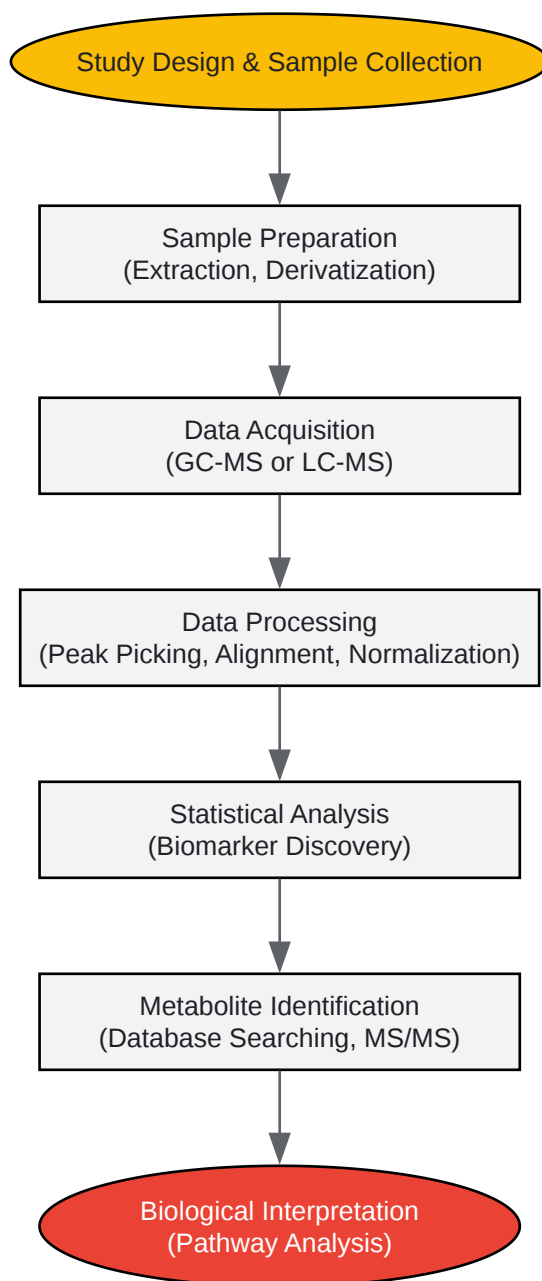 Study Design & Sample Collection
Sample Preparation
(Extraction, Derivatization)
Data Acquisition
(GC-MS or LC-MS)
Data Processing
(Peak Picking, Alignment, Normalization)
Statistical Analysis
(Biomarker Discovery)
Metabolite Identification
(Database Searching, MS/MS)
Biological Interpretation
(Pathway Analysis)